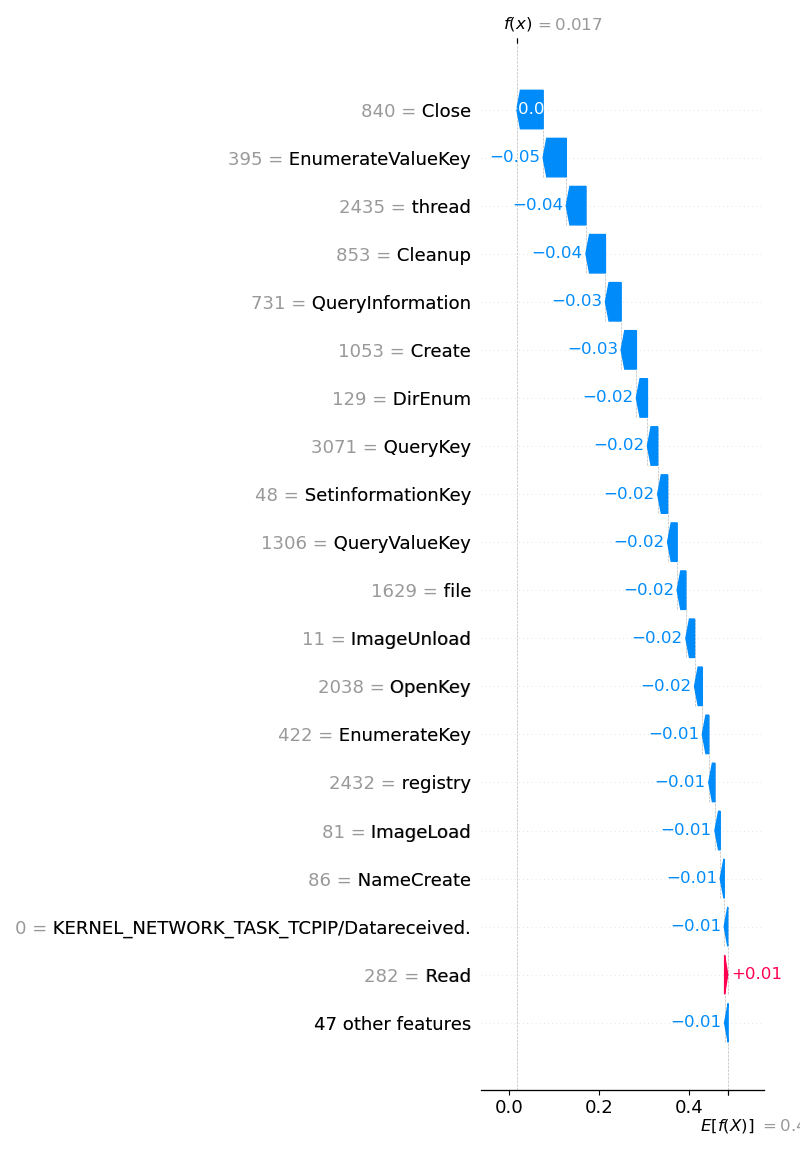 f(x) = 0.017
840 = Close
0.0
395 = EnumerateValueKey
−0.05
2435 = thread
−0.04
853 = Cleanup
−0.04
731 = QueryInformation
−0.03
1053 = Create
−0.03
129 = DirEnum
−0.02
3071 = QueryKey
−0.02
48 = SetinformationKey
−0.02
1306 = QueryValueKey
−0.02
1629 = file
−0.02
11 = ImageUnload
−0.02
2038 = OpenKey
−0.02
422 = EnumerateKey
−0.01
2432 = registry
−0.01
81 = ImageLoad
−0.01
86 = NameCreate
−0.01
0 = KERNEL_NETWORK_TASK_TCPIP/Datareceived.
−0.01
282 = Read
+0.01
47 other features
−0.01
0.0 0.2 0.4
E[f(X)] = 0.4